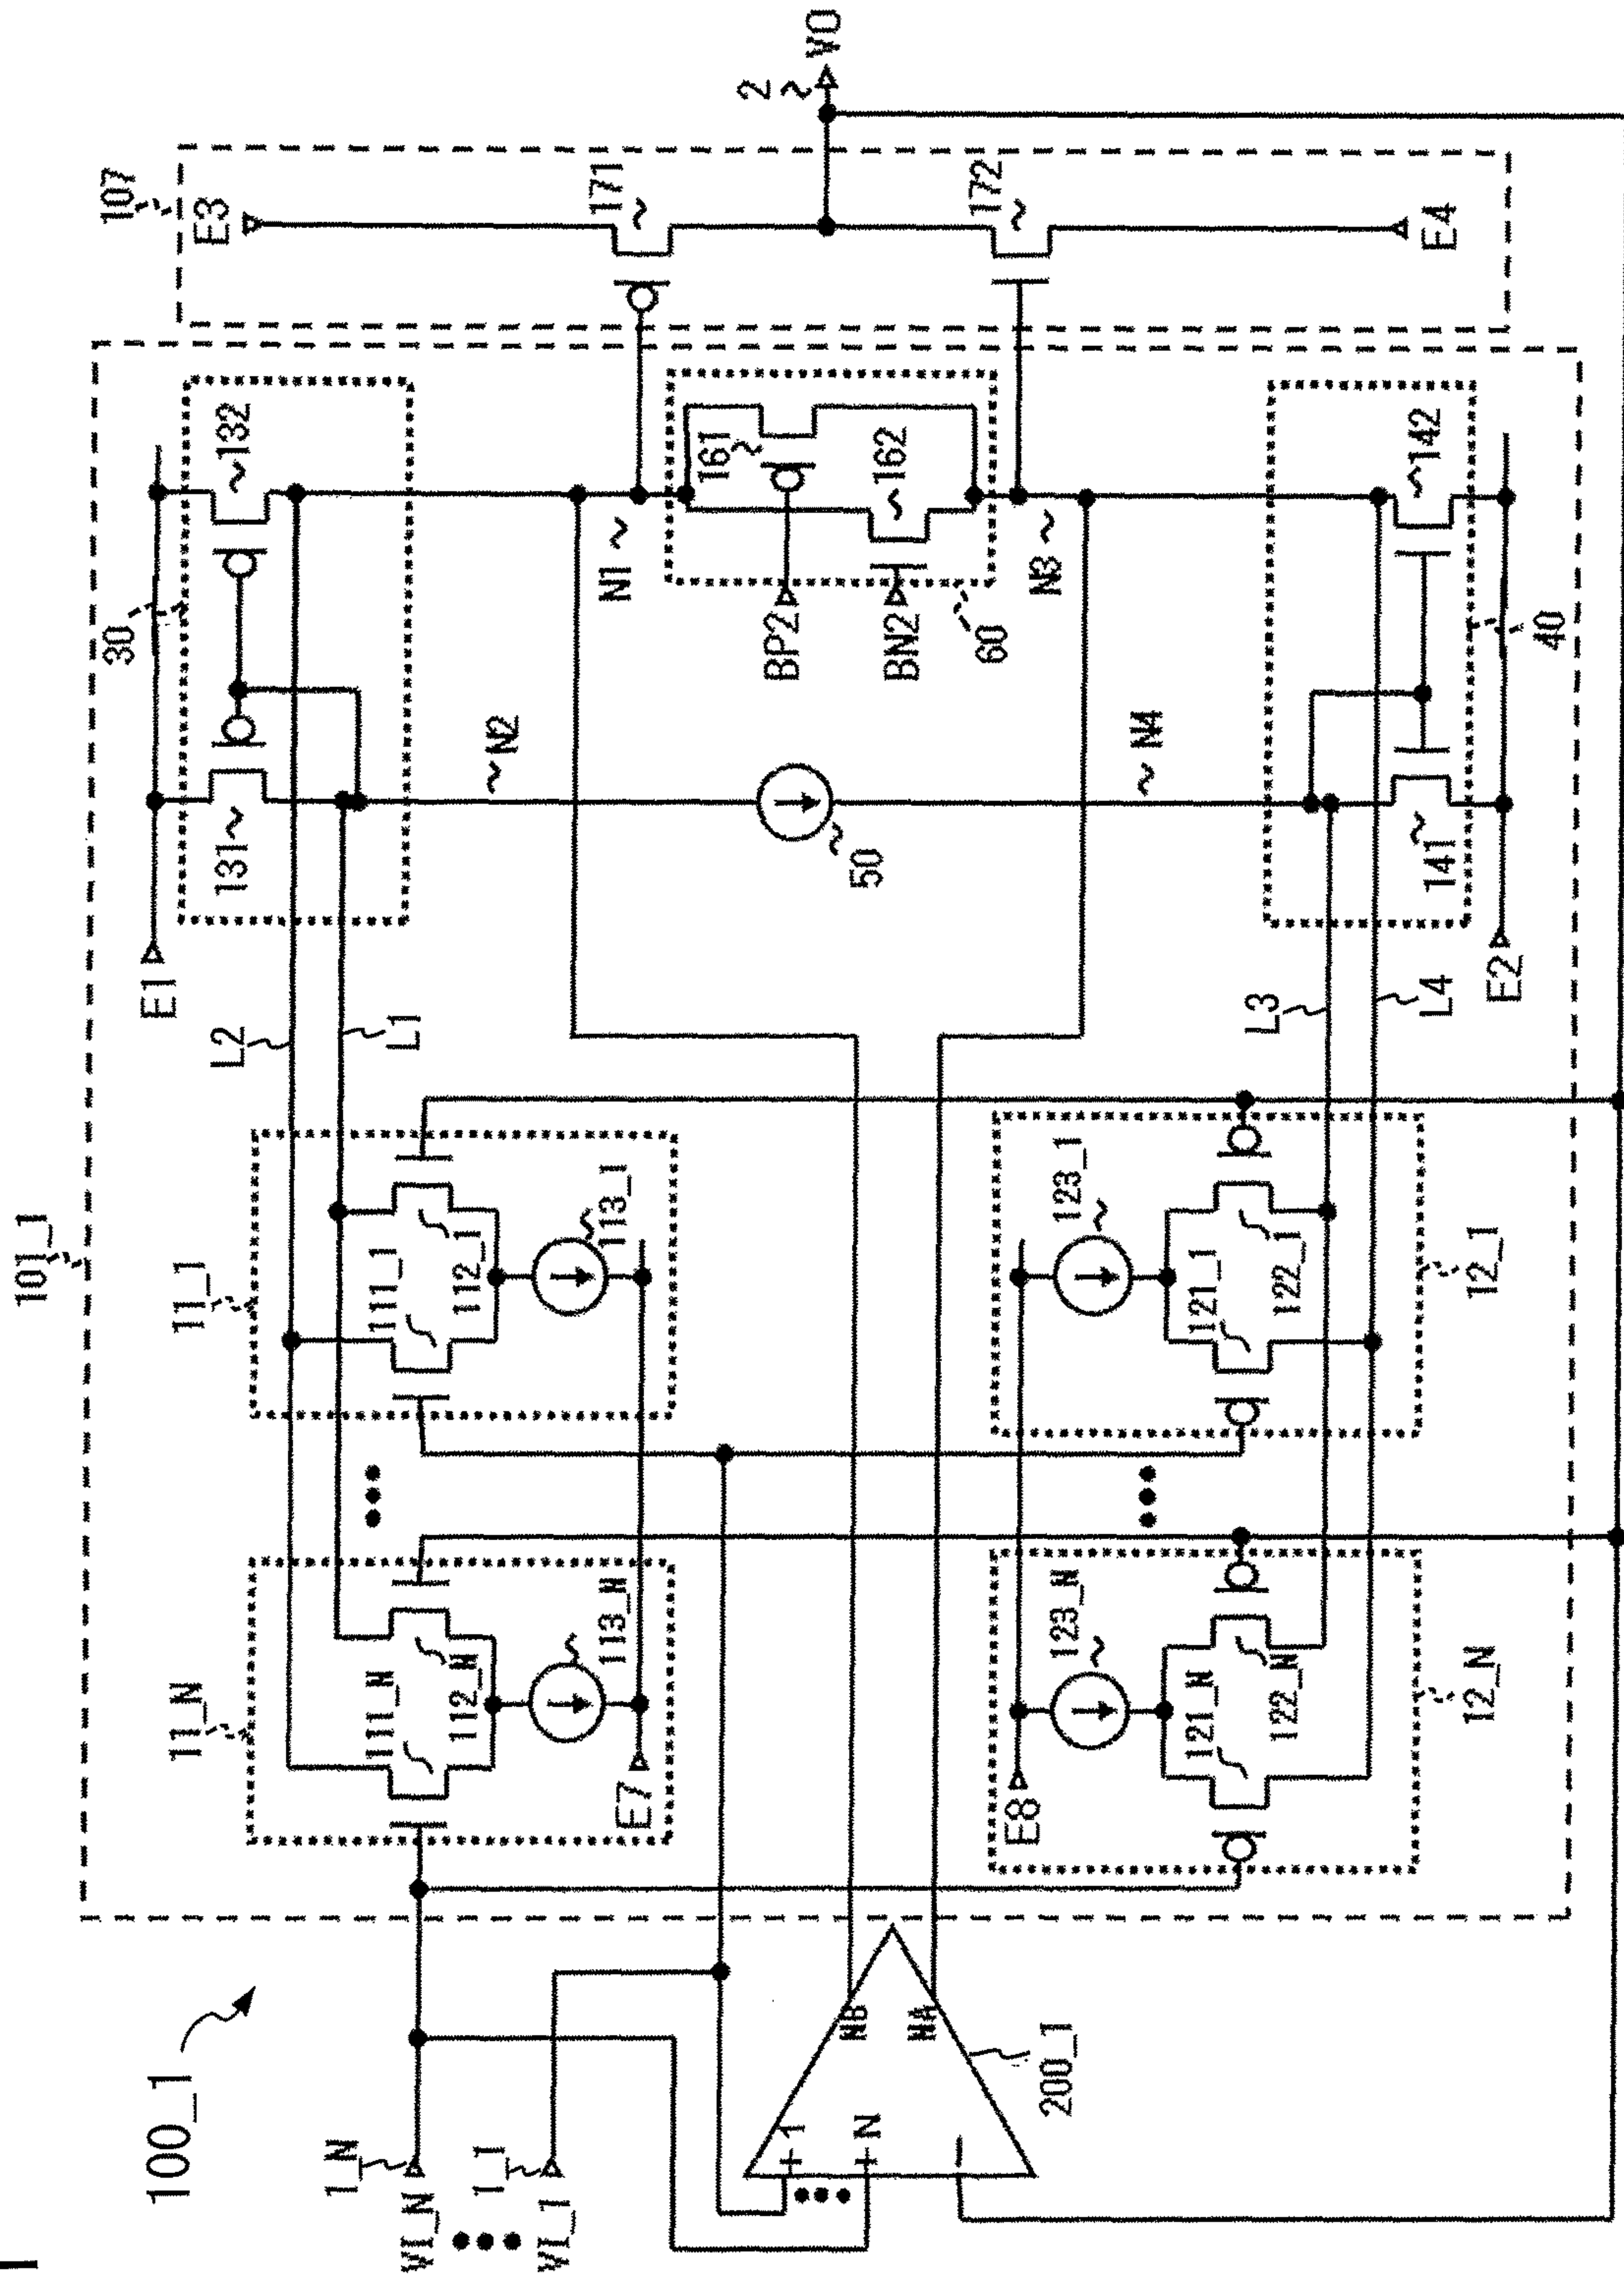 100_1
101_1
107
E3
171
172
E4
2
VO
30
132
131
E1
L2
L1
N2
N1
161
162
BP2
BN2
60
N3
50
N4
142
141
40
E2
L3
L4
11_1
111_1
112_1
113_1
123_1
121_1
122_1
12_1
11_N
111_N
112_N
113_N
E7
E8
123_N
121_N
122_N
12_N
1_N
VI_N
1_1
VI_1
+1
+N
−
NB
NA
200_1